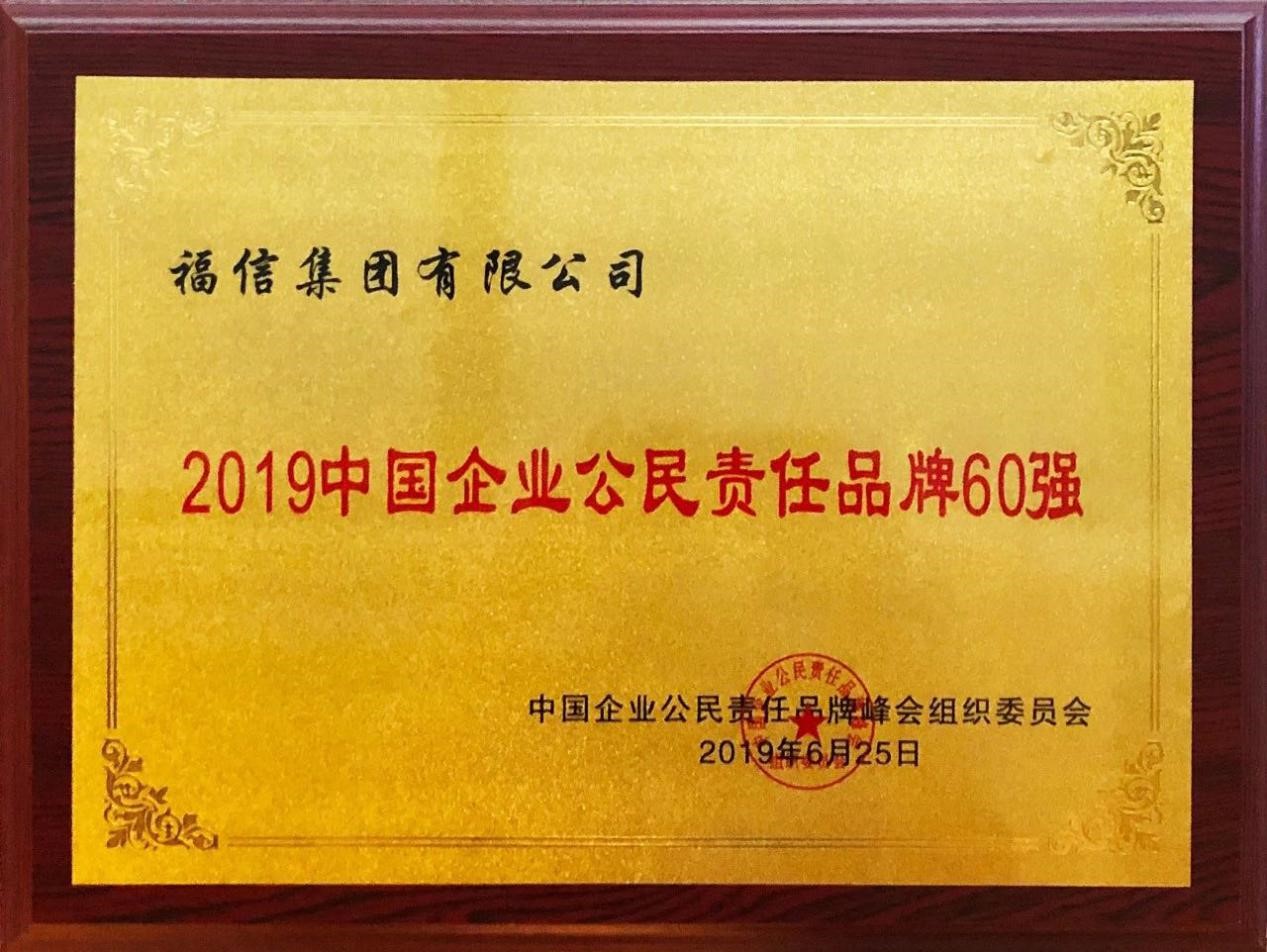 福信集团有限公司
2019中国企业公民责任品牌60强
中国企业公民责任品牌峰会组织委员会
2019年6月25日